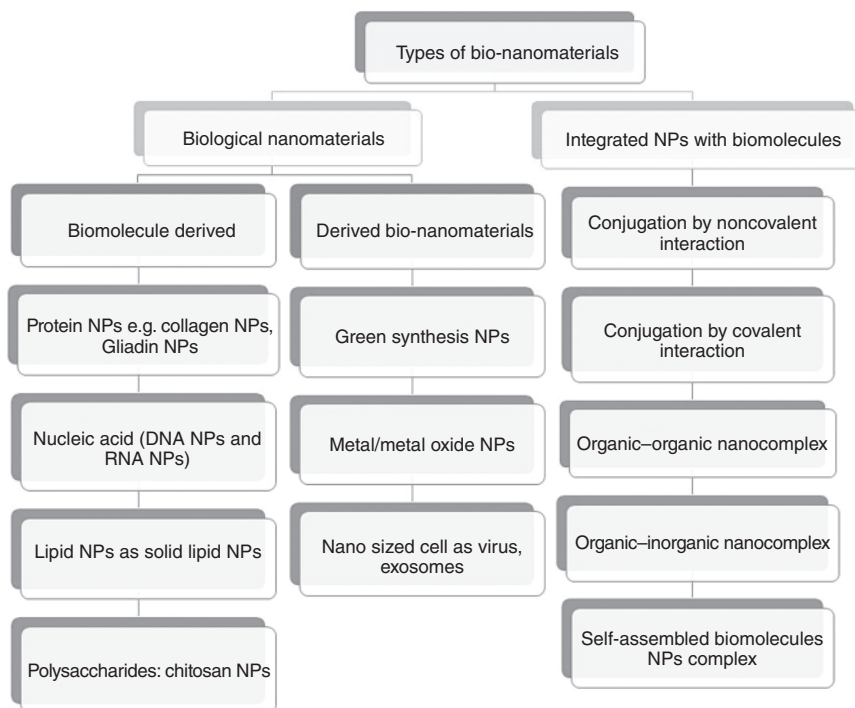 Types of bio-nanomaterials
Biological nanomaterials
Integrated NPs with biomolecules
Biomolecule derived
Derived bio-nanomaterials
Conjugation by noncovalent
interaction
Protein NPs e.g. collagen NPs,
Gliadin NPs
Green synthesis NPs
Conjugation by covalent
interaction
Nucleic acid (DNA NPs and
RNA NPs)
Metal/metal oxide NPs
Organic–organic nanocomplex
Lipid NPs as solid lipid NPs
Nano sized cell as virus,
exosomes
Organic–inorganic nanocomplex
Polysaccharides: chitosan NPs
Self-assembled biomolecules
NPs complex